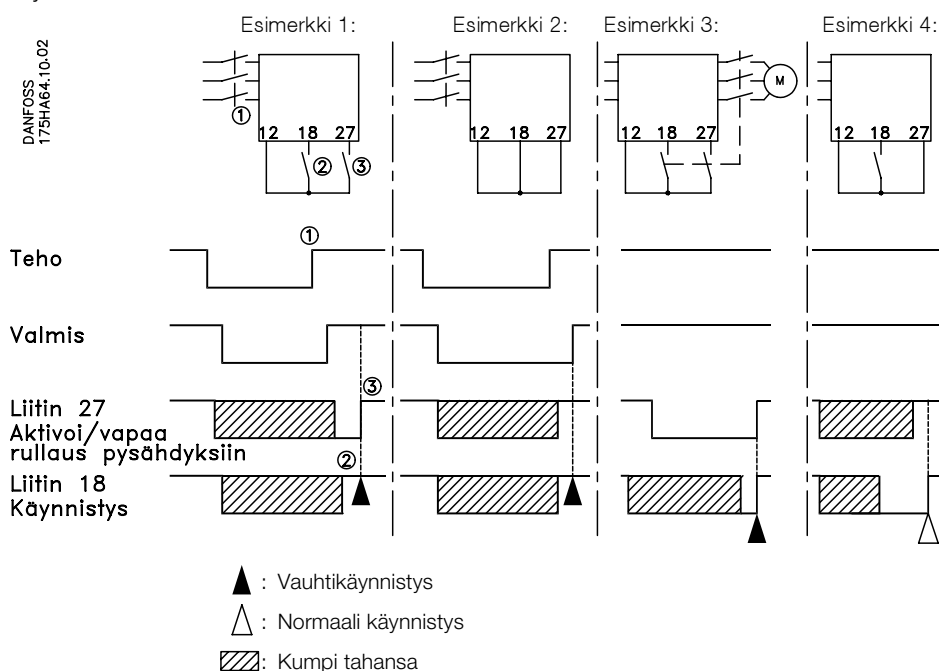 Esimerkki 1: Esimerkki 2: Esimerkki 3: Esimerkki 4:
DANFOSS
175HA64.10.02
①
12 18 27
② ③
12 18 27
M
12 18 27
12 18 27
Teho ①
Valmis
③
Liitin 27
Aktivoi/vapaa
rullaus pysähdyksiin
②
Liitin 18
Käynnistys
: Vauhtikäynnistys
: Normaali käynnistys
: Kumpi tahansa